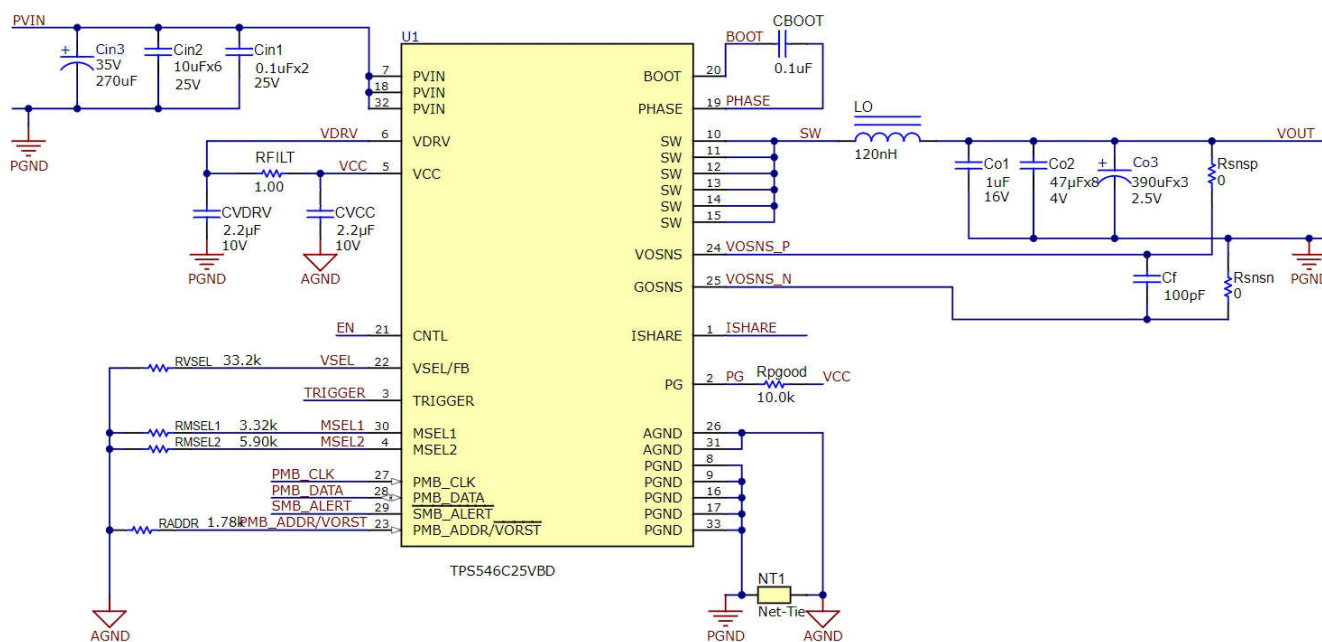 PVIN
Cin3
35V
270uF
Cin2
10uFx6
25V
Cin1
0.1uFx2
25V
PGND
U1
7 PVIN
18 PVIN
32 PVIN
VDRV 6 VDRV
RFILT
1.00
VCC 5 VCC
CVDRV
2.2µF
10V
CVCC
2.2µF
10V
PGND
AGND
EN 21 CNTL
RVSEL 33.2k VSEL 22 VSEL/FB
TRIGGER 3 TRIGGER
RMSEL1 3.32k MSEL1 30 MSEL1
RMSEL2 5.90k MSEL2 4 MSEL2
PMB_CLK 27 PMB_CLK
PMB_DATA 28 PMB_DATA
SMB_ALERT 29 SMB_ALERT
RADDR 1.78k PMB_ADDR/VORST 23 PMB_ADDR/VORST
AGND
TPS546C25VBD
CBOOT
0.1uF
BOOT 20 BOOT
PHASE 19 PHASE
SW 10 SW
SW 11
SW 12
SW 13
SW 14
SW 15
LO
120nH
VOUT
Co1
1uF
16V
Co2
47µFx8
4V
Co3
390uFx3
2.5V
Rsnsp
0
VOSNS 24 VOSNS_P
GOSNS 25 VOSNS_N
Cf
100pF
Rsnsn
0
PGND
ISHARE 1 ISHARE
PG 2 PG
Rpgood
10.0k
VCC
AGND 26
AGND 31
PGND 8
PGND 9
PGND 16
PGND 17
PGND 33
NT1
Net-Tie
PGND
AGND